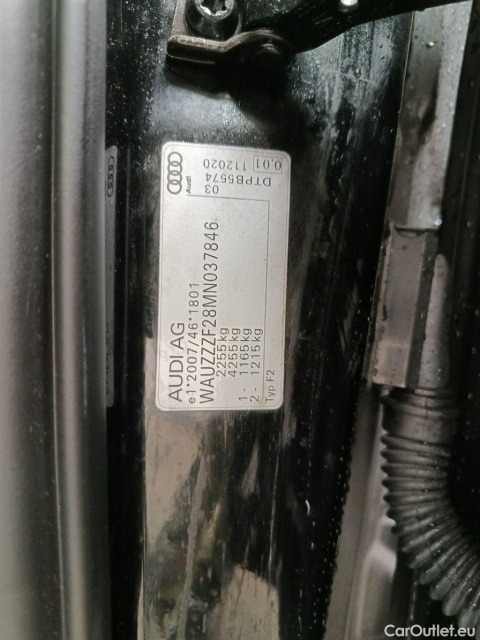 AUDI AG
e1*2007/46*1801
WAUZZZF28MN037846
2255kg
4255kg
1 - 1165kg
2 - 1215kg
Typ F2
Audi
03
DTPB5574
112020
0.01
CarOutlet.eu